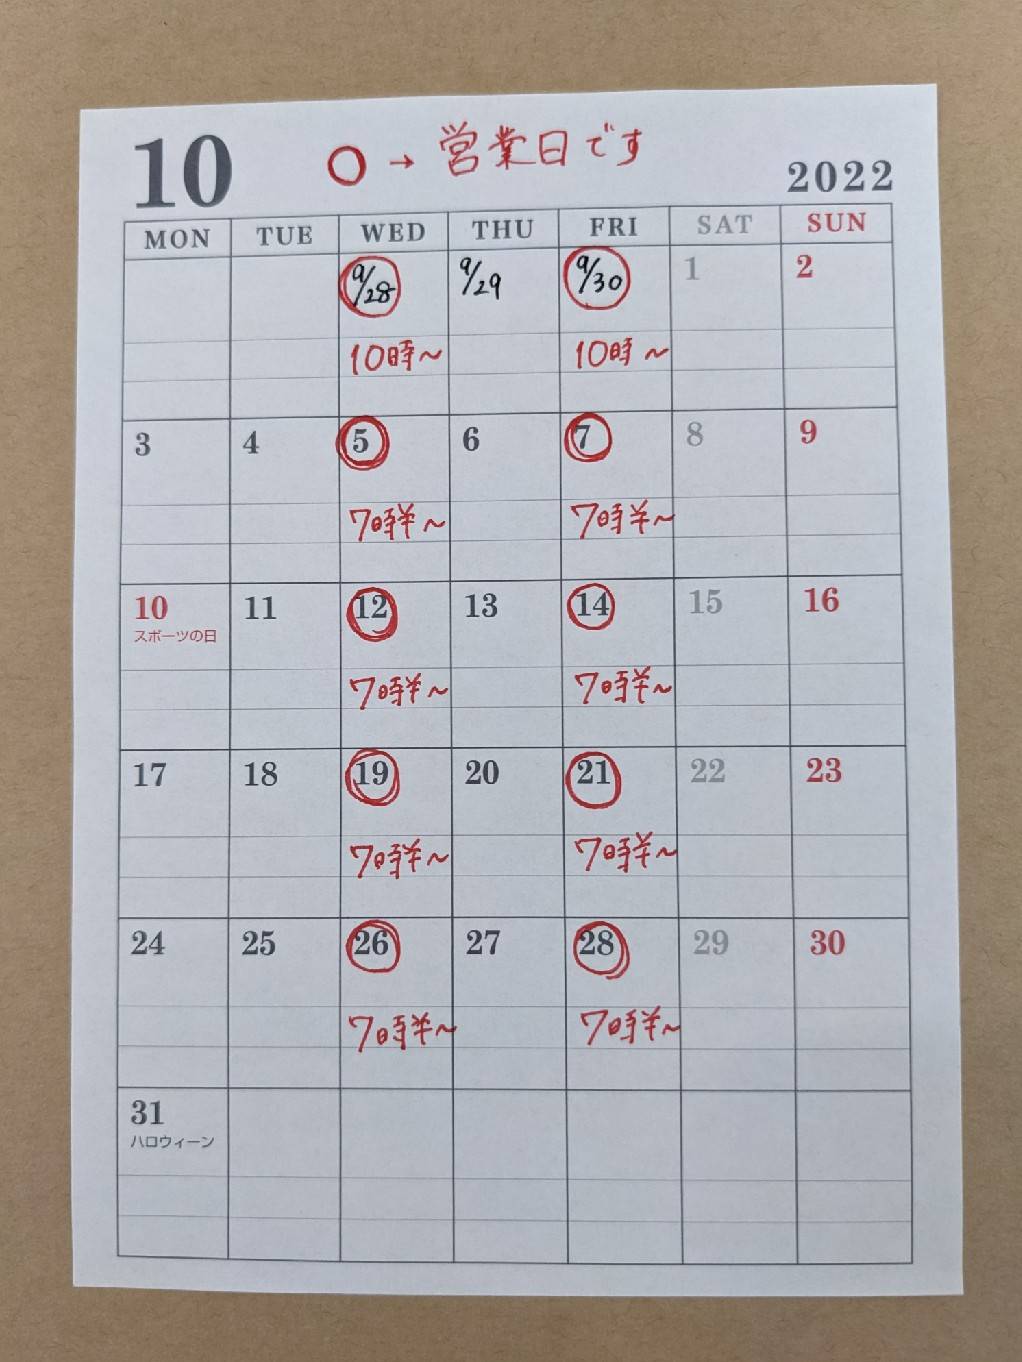 10 ○→営業日です 2022
MON TUE WED THU FRI SAT SUN
9/28 9/29 9/30 1 2
10時～ 10時～
3 4 5 6 7 8 9
7時半～ 7時半～
10 11 12 13 14 15 16
スポーツの日
7時半～ 7時半～
17 18 19 20 21 22 23
7時半～ 7時半～
24 25 26 27 28 29 30
7時半～ 7時半～
31
ハロウィーン